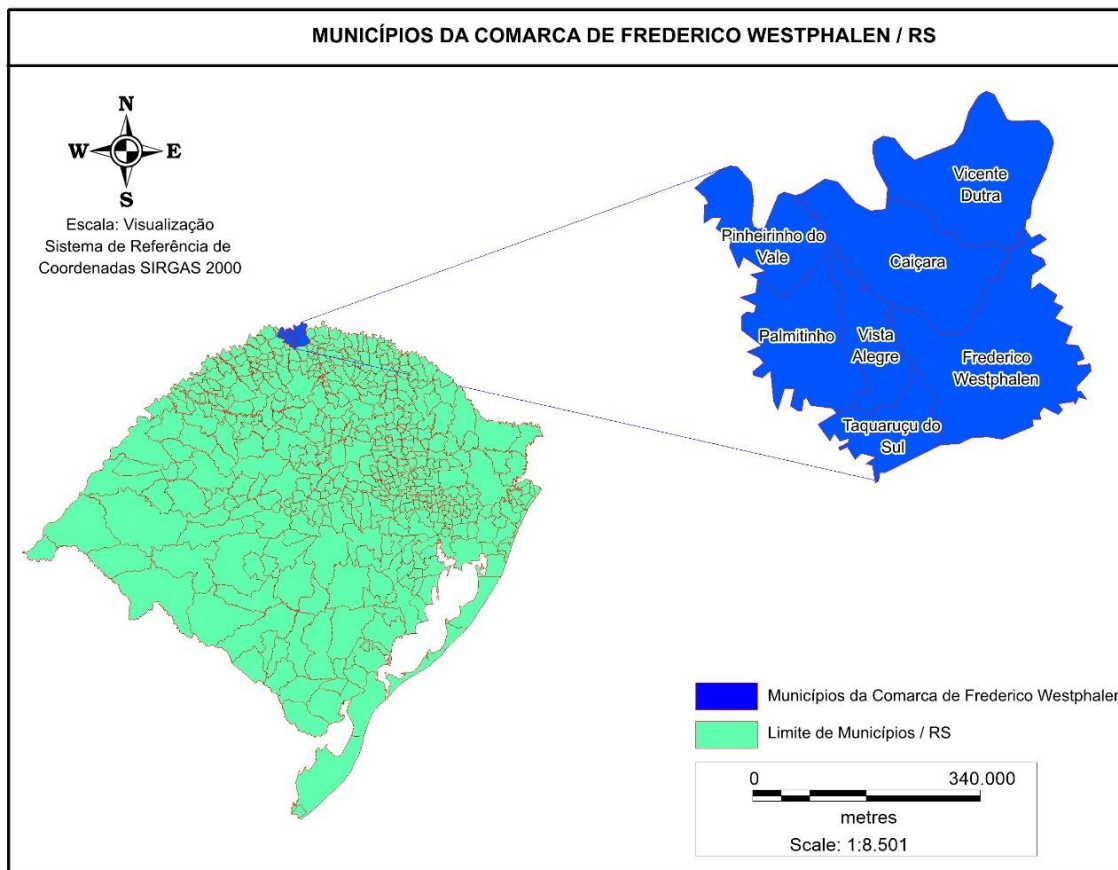 MUNICÍPIOS DA COMARCA DE FREDERICO WESTPHALEN / RS
N
W
E
S
Escala: Visualização
Sistema de Referência de
Coordenadas SIRGAS 2000
Vicente
Dutra
Pinheirinho do
Vale
Caiçara
Palmitinho
Vista
Alegre
Frederico
Westphalen
Taquaruçu do
Sul
Municípios da Comarca de Frederico Westphalen
Limite de Municípios / RS
0
340.000
metres
Scale: 1:8.501